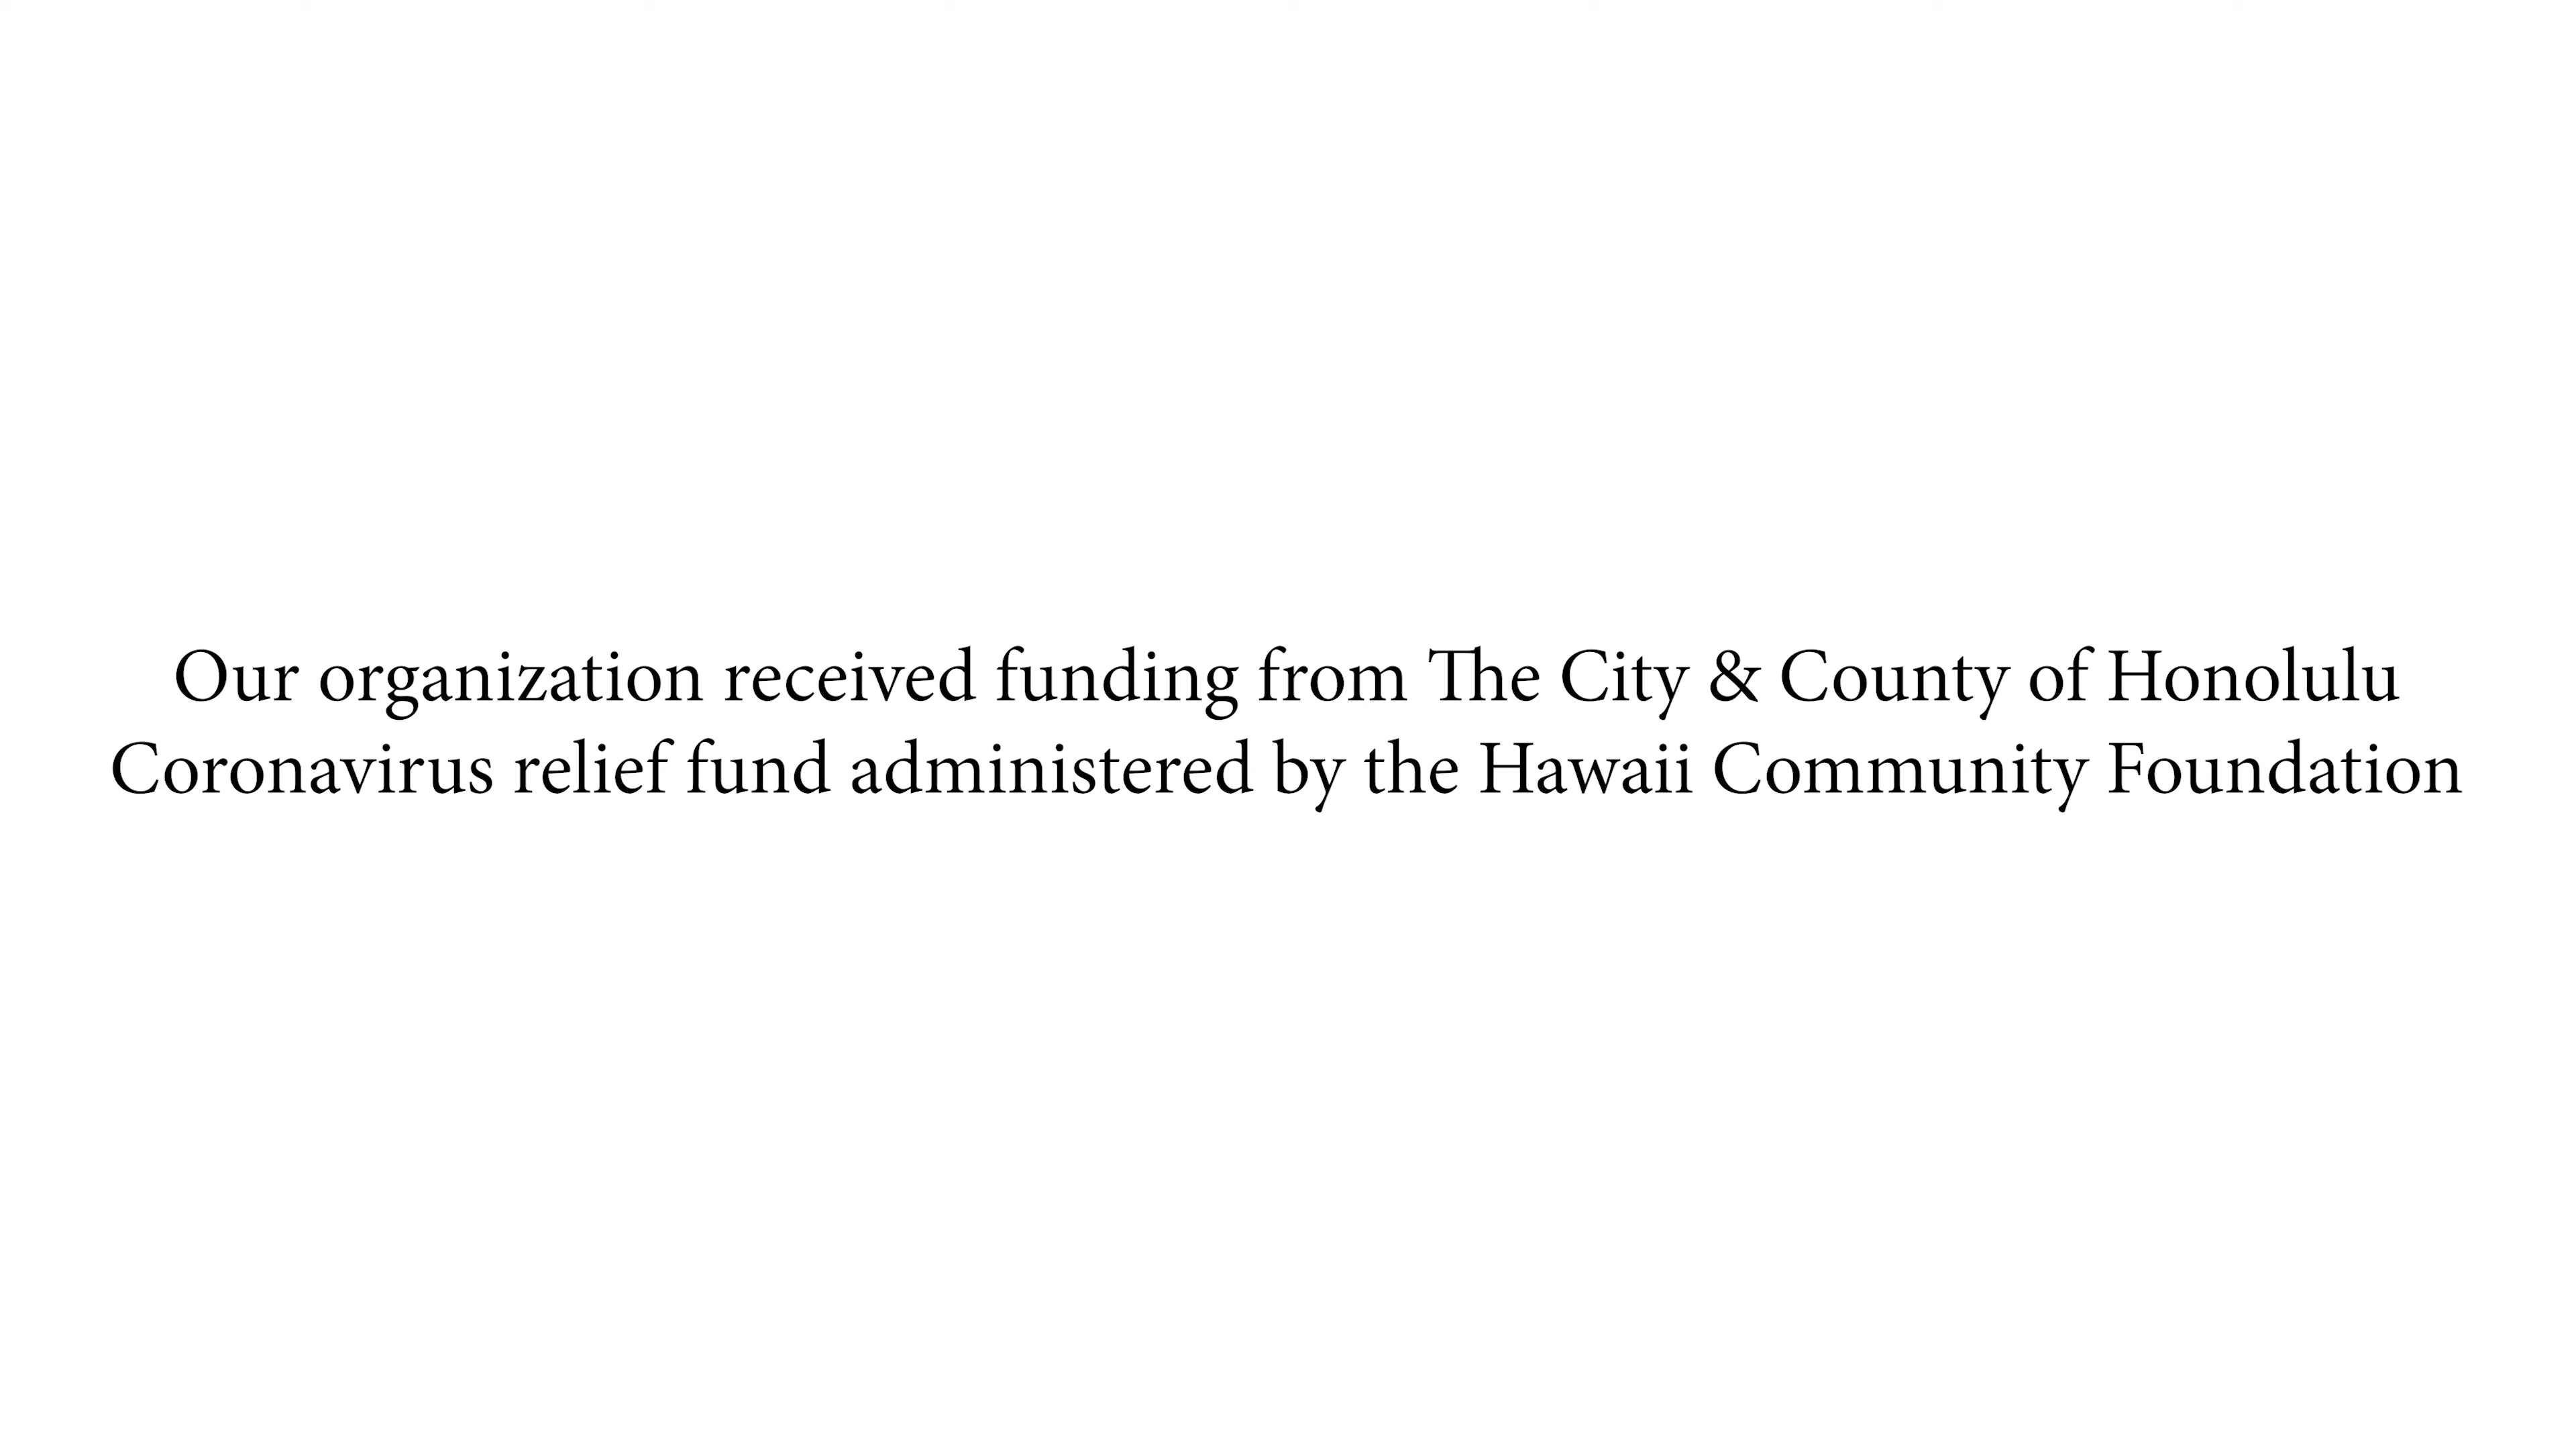 Our organization received funding from The City & County of Honolulu
Coronavirus relief fund administered by the Hawaii Community Foundation